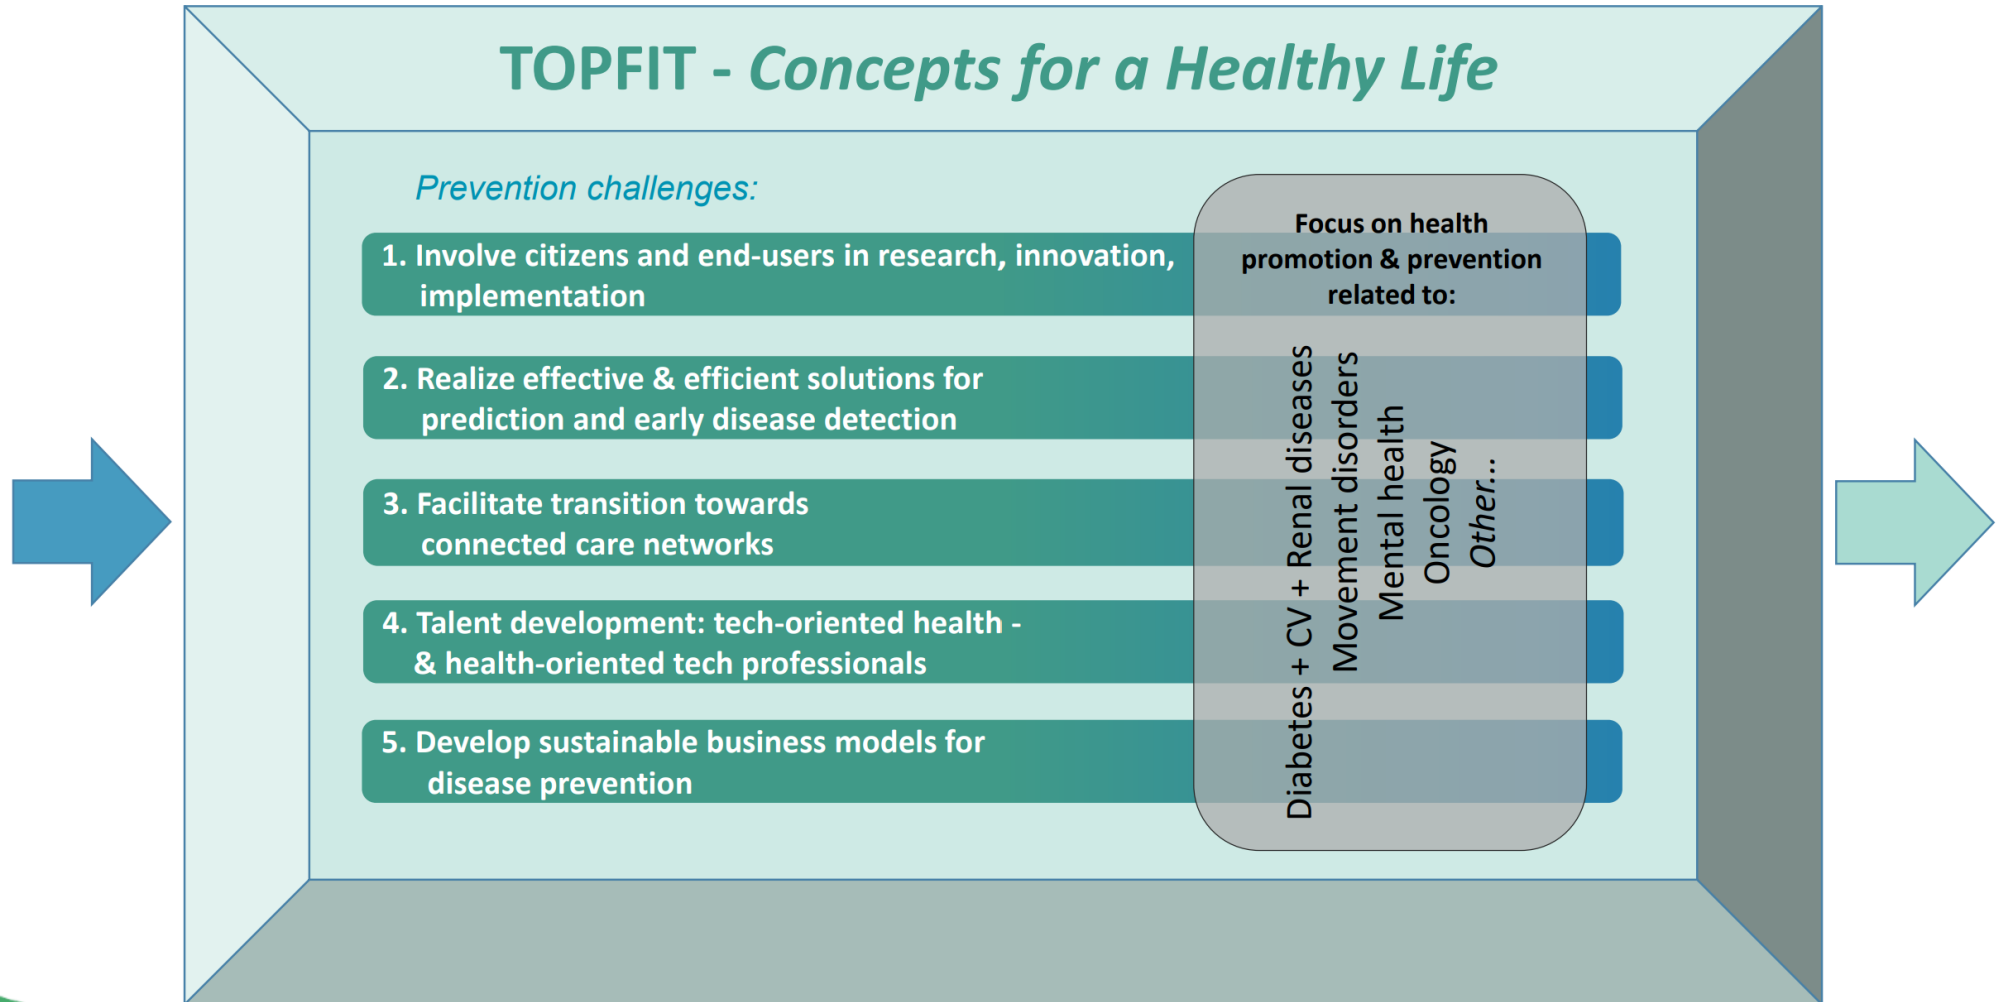 TOPFIT - Concepts for a Healthy Life
Prevention challenges:
1. Involve citizens and end-users in research, innovation,
implementation
2. Realize effective & efficient solutions for
prediction and early disease detection
3. Facilitate transition towards
connected care networks
4. Talent development: tech-oriented health -
& health-oriented tech professionals
5. Develop sustainable business models for
disease prevention
Focus on health
promotion & prevention
related to:
Diabetes + CV + Renal diseases
Movement disorders
Mental health
Oncology
Other...